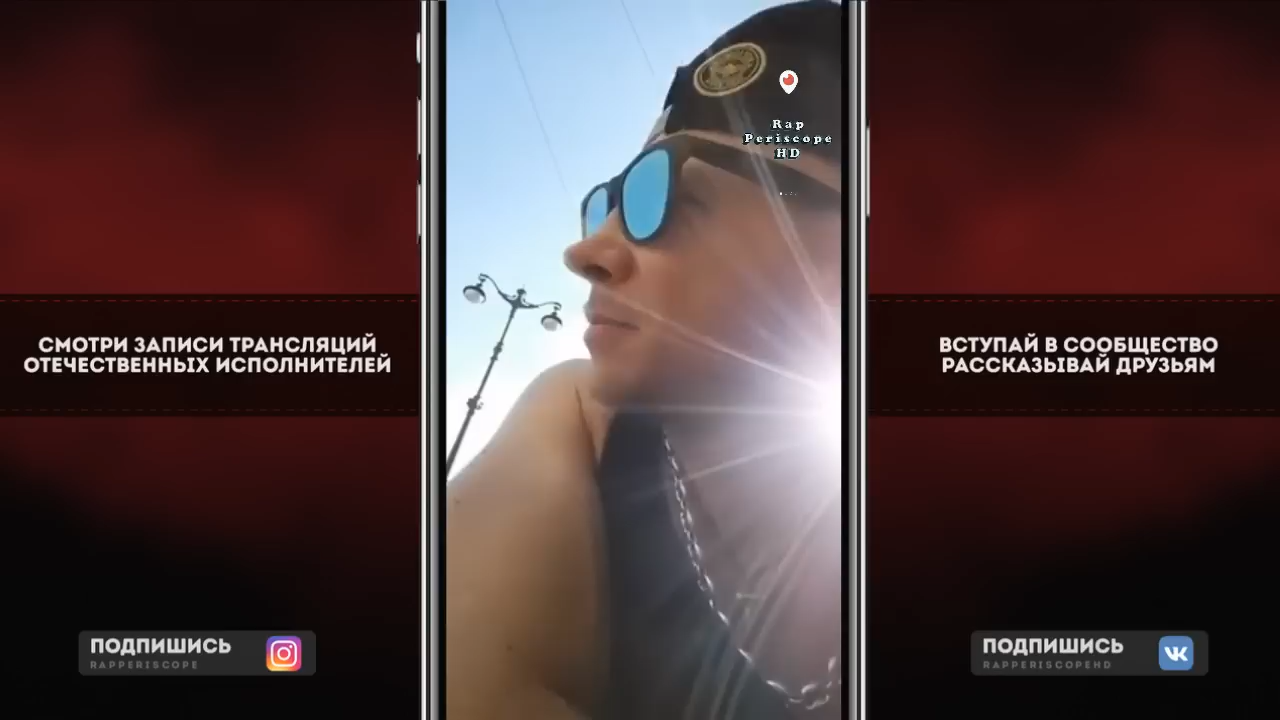 Rap
Periscope
HD
СМОТРИ ЗАПИСИ ТРАНСЛЯЦИЙ
ОТЕЧЕСТВЕННЫХ ИСПОЛНИТЕЛЕЙ
ВСТУПАЙ В СООБЩЕСТВО
РАССКАЗЫВАЙ ДРУЗЬЯМ
ПОДПИШИСЬ
RAPPERISCOPE
ПОДПИШИСЬ
RAPPERISCOPEHD